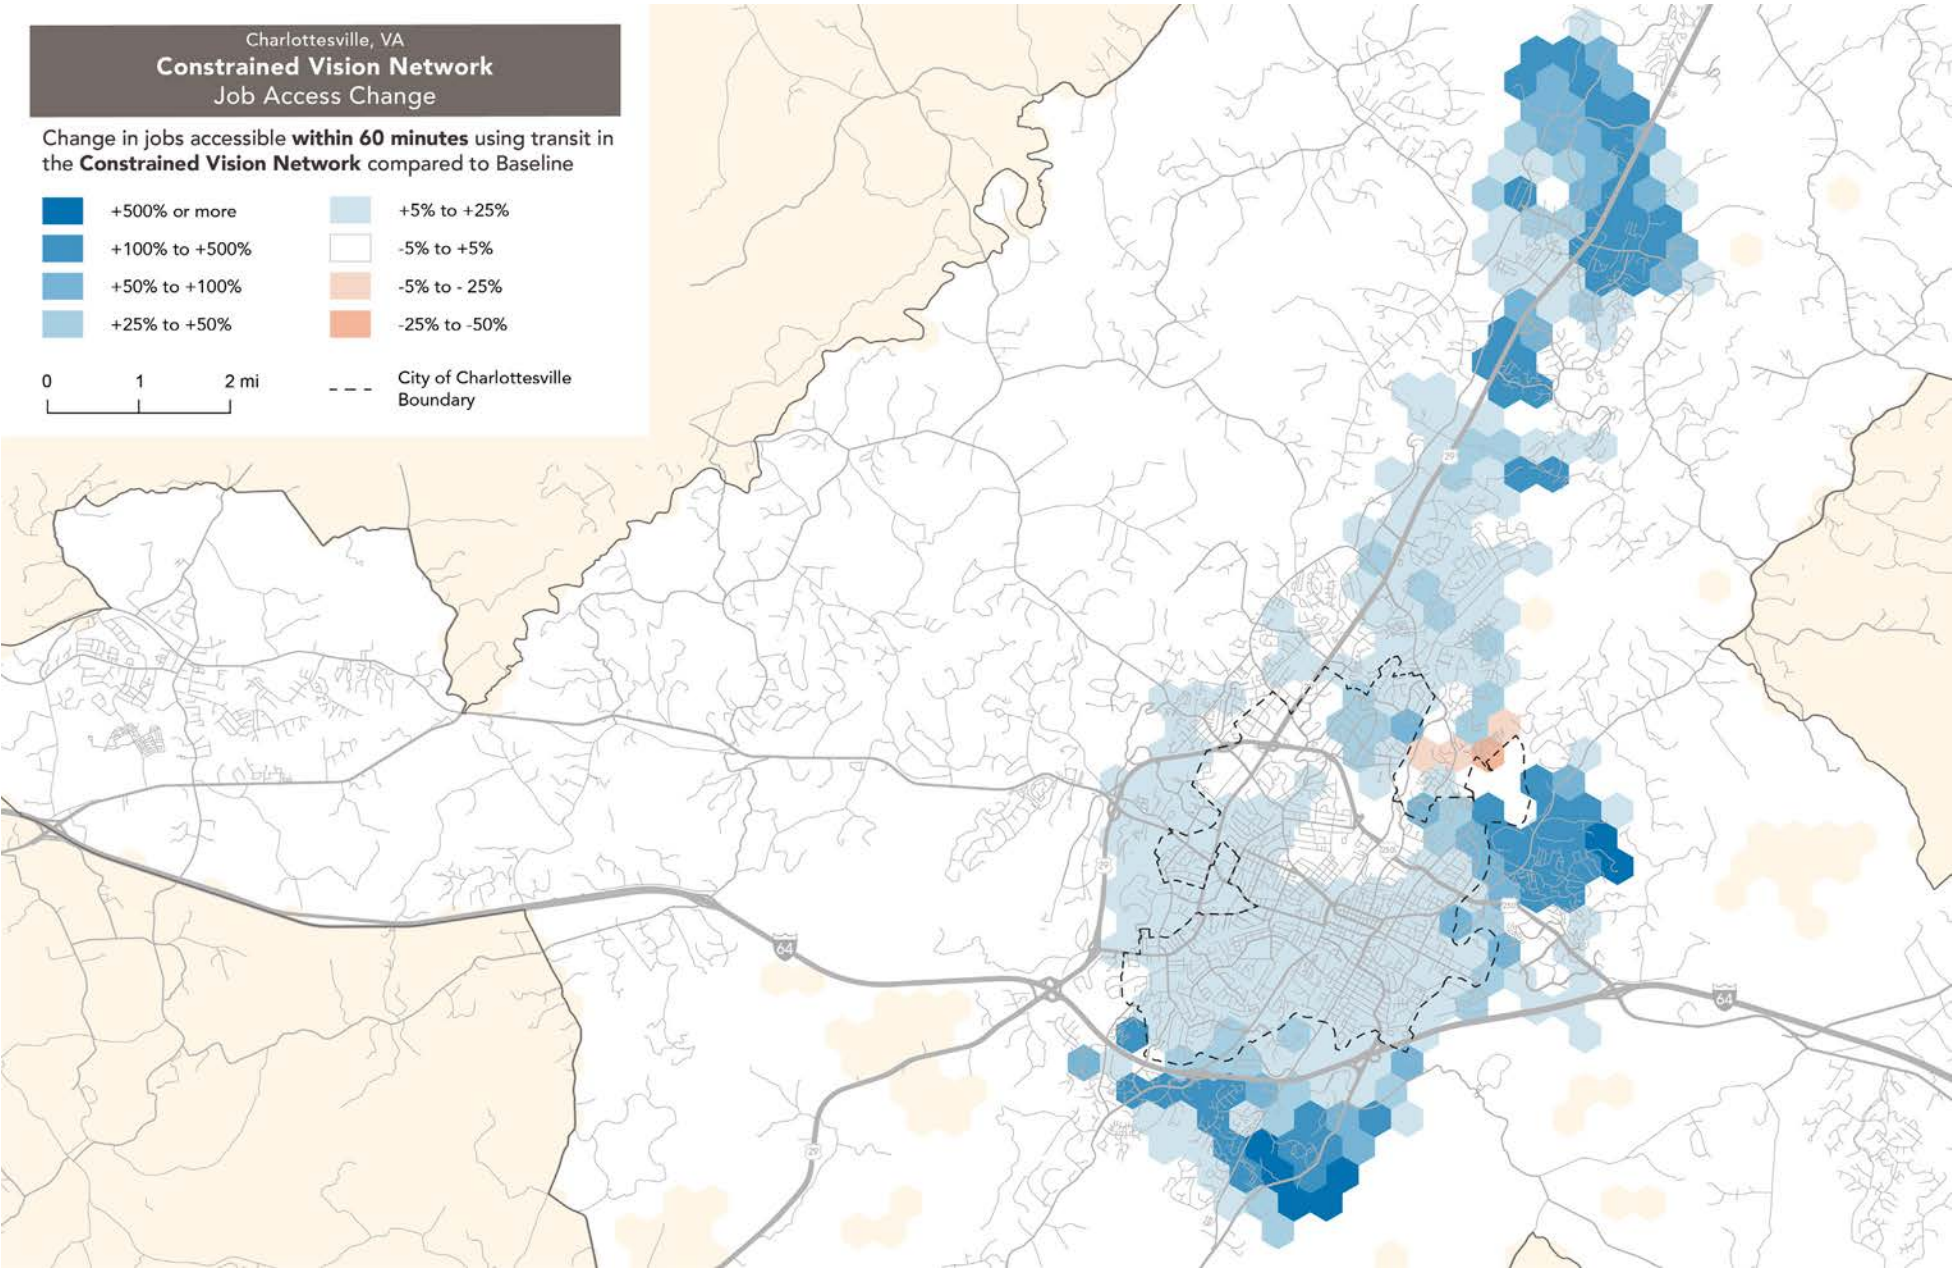 Charlottesville, VA
Constrained Vision Network
Job Access Change
Change in jobs accessible within 60 minutes using transit in
the Constrained Vision Network compared to Baseline
+500% or more
+100% to +500%
+50% to +100%
+25% to +50%
+5% to +25%
-5% to +5%
-5% to - 25%
-25% to -50%
0 1 2 mi
City of Charlottesville
Boundary
29
29
250
250
64
64
29